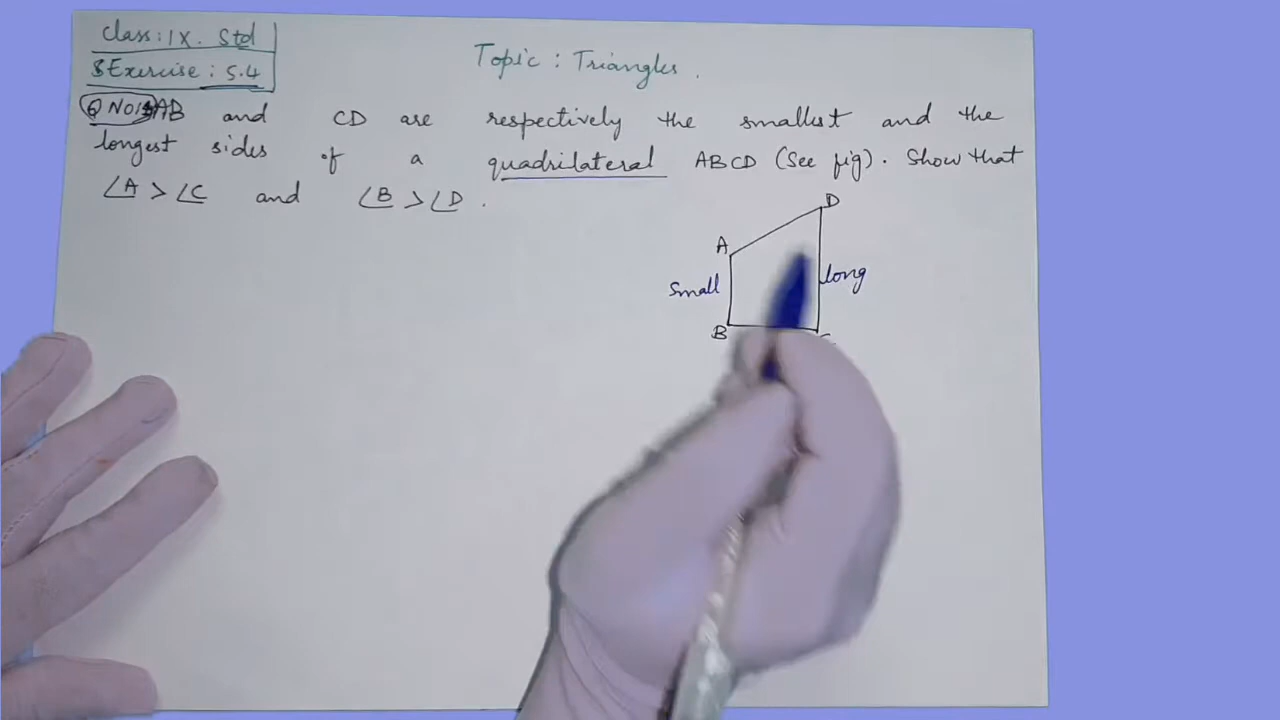 Class: IX. Std
Exercise: 5.4
Topic: Triangles.
Q NO: AB and CD are respectively the smallest and the
longest sides of a quadrilateral ABCD (See fig). Show that
∠A > ∠C and ∠B > ∠D.
D
A
Small
long
B
C